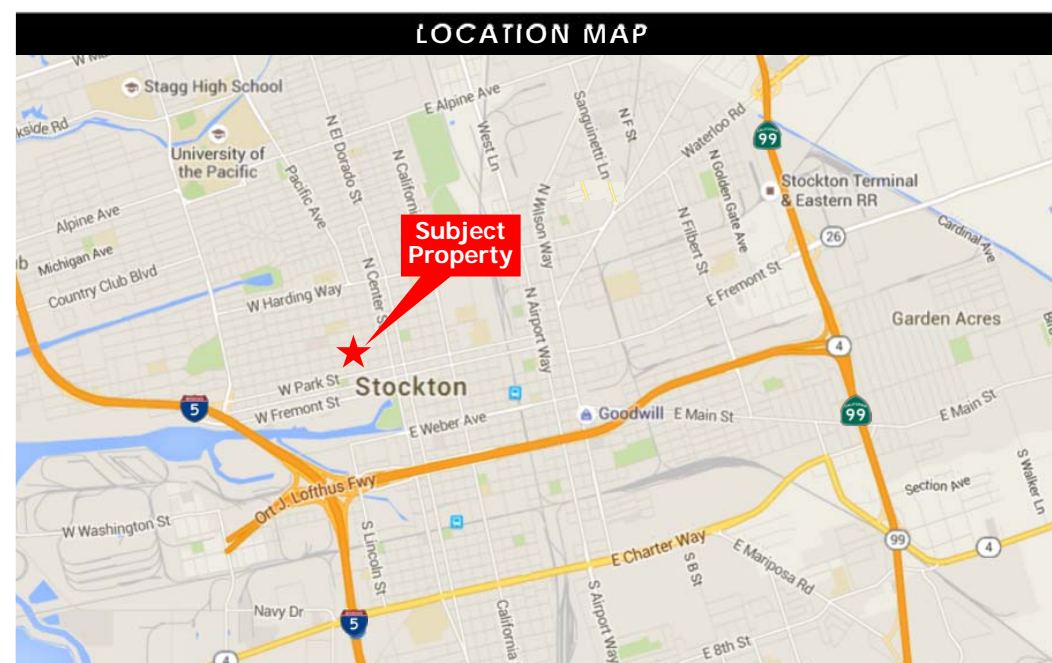 LOCATION MAP
Stagg High School
E Alpine Ave
kside Rd
University of
the Pacific
Pacific Ave
N El Dorado St
N California
West Ln
Sanguinetti Ln
N F St
Waterloo Rd
99
N Golden Gate Ave
Stockton Terminal
& Eastern RR
Cardinal Ave
26
Alpine Ave
Michigan Ave
Country Club Blvd
W Harding Way
N Center S
Subject
Property
N Wilson Way
N Filbert St
E Fremont St
N Airport Way
Garden Acres
4
W Park St
Stockton
W Fremont St
5
E Weber Ave
Goodwill
E Main St
99
E Main St
Ort J. Lofthus Fwy
Section Ave
S Walker Ln
W Washington St
S Lincoln St
E Charter Way
S B St
E Mariposa Rd
99
4
Navy Dr
5
California
S Airport Way
E 8th St
4